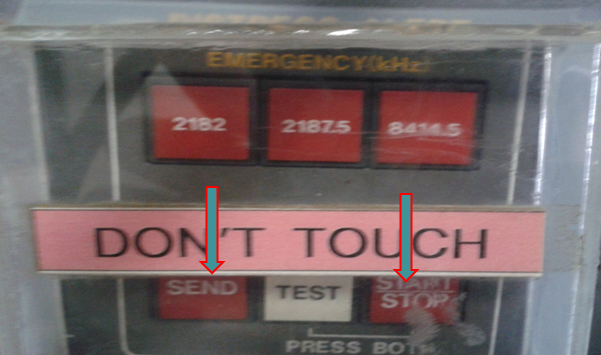 EMERGENCY(kHz)
2182 2187.5 8414.5
DON'T TOUCH
SEND TEST START
STOP
PRESS BOTH